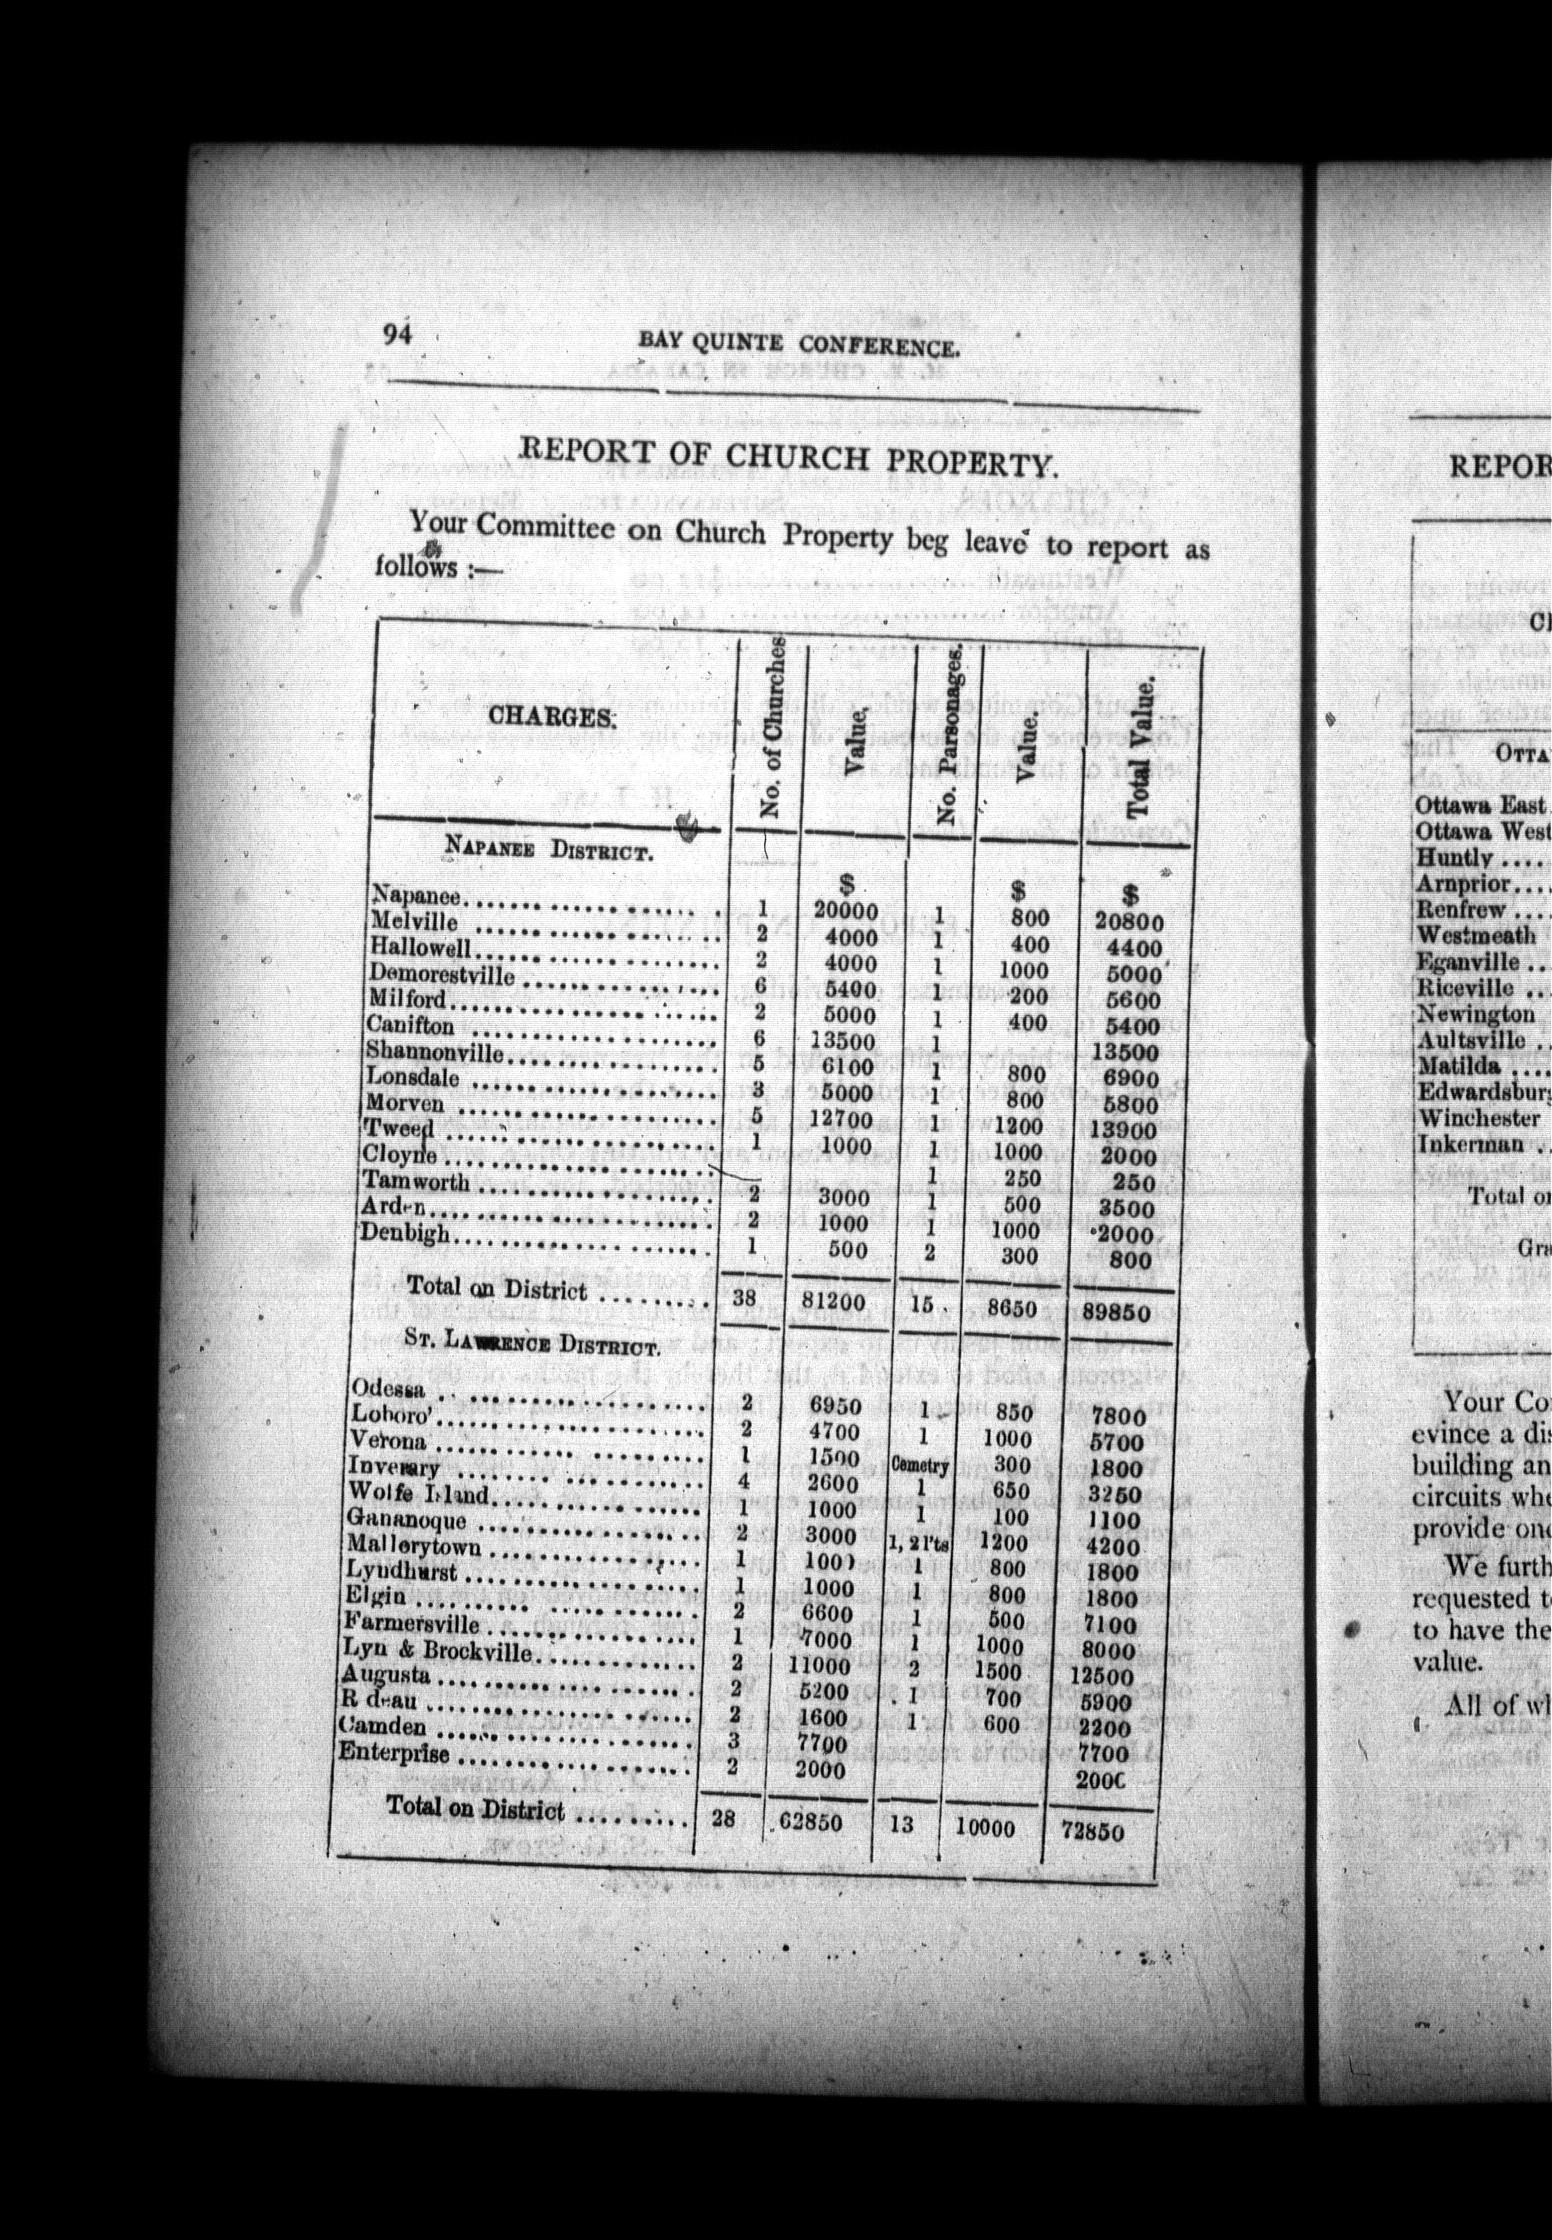 94 BAY QUINTE CONFERENCE.
REPORT OF CHURCH PROPERTY.
Your Committee on Church Property beg leave to report as
follows :—
CHARGES. No. of Churches Value. No. Parsonages. Value. Total Value.
NAPANEE DISTRICT.
$ $ $
Napanee 1 20000 1 800 20800
Melville 2 4000 1 400 4400
Hallowell 2 4000 1 1000 5000
Demorestville 6 5400 1 200 5600
Milford 2 5000 1 400 5400
Canifton 6 13500 1 13500
Shannonville 5 6100 1 800 6900
Lonsdale 3 5000 1 800 5800
Morven 5 12700 1 1200 13900
Tweed 1 1000 1 1000 2000
Cloyne 1 250 250
Tamworth 2 3000 1 500 3500
Arden 2 1000 1 1000 2000
Denbigh 1 500 2 300 800
Total on District 38 81200 15 8650 89850
ST. LAWRENCE DISTRICT.
Odessa 2 6950 1 850 7800
Loboro' 2 4700 1 1000 5700
Verona 1 1500 Cemetry 300 1800
Inverary 4 2600 1 650 3250
Wolfe Island 1 1000 1 100 1100
Gananoque 2 3000 1, 2 l'ts 1200 4200
Mallorytown 1 1000 1 800 1800
Lyndhurst 1 1000 1 800 1800
Elgin 2 6600 1 500 7100
Farmersville 1 7000 1 1000 8000
Lyn & Brockville 2 11000 2 1500 12500
Augusta 2 5200 1 700 5900
R deau 2 1600 1 600 2200
Camden 3 7700 7700
Enterprise 2 2000 2000
Total on District 28 62850 13 10000 72850
REPOR
CH
OTTA
Ottawa East
Ottawa West
Huntly
Arnprior
Renfrew
Westmeath
Eganville
Riceville
Newington
Aultsville
Matilda
Edwardsburg
Winchester
Inkerman
Total on
Gra
Your Co
evince a dis
building an
circuits whe
provide one
We furth
requested to
to have the
value.
All of wh